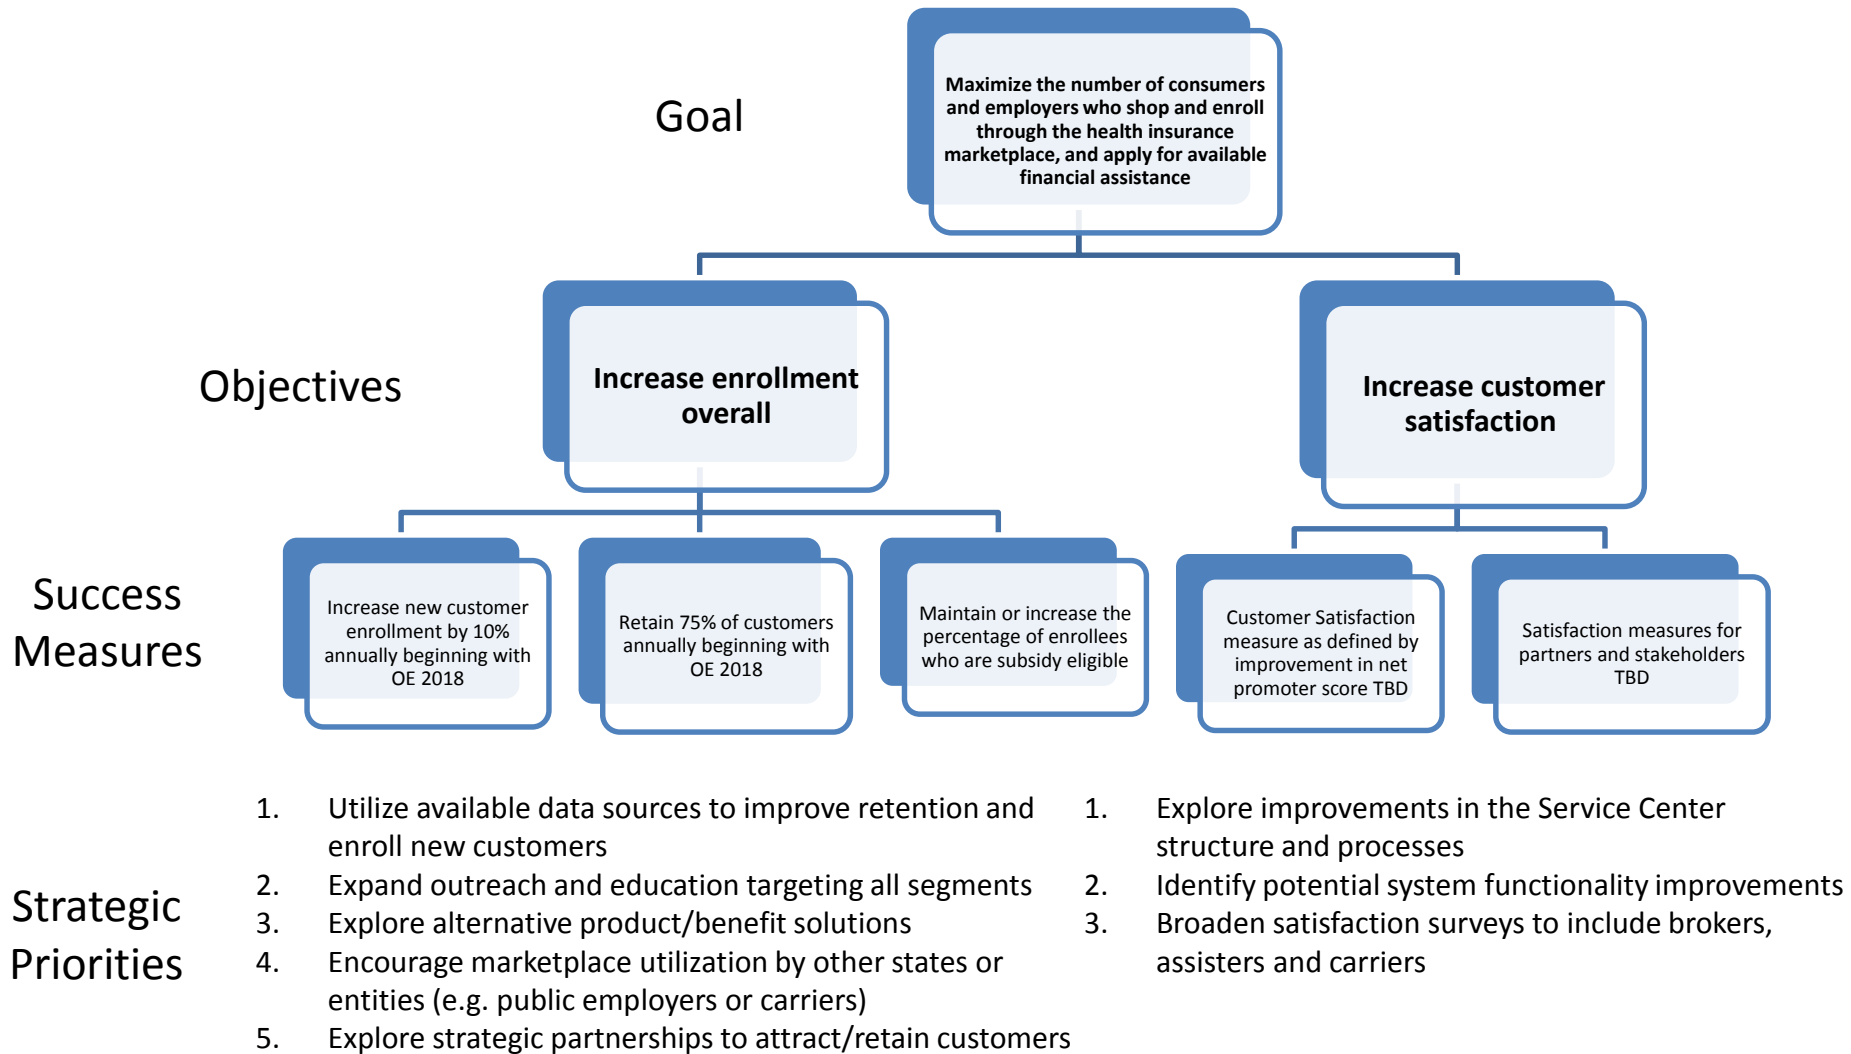 Goal
Maximize the number of consumers
and employers who shop and enroll
through the health insurance
marketplace, and apply for available
financial assistance
Objectives
Increase enrollment
overall
Increase customer
satisfaction
Success
Measures
Increase new customer
enrollment by 10%
annually beginning with
OE 2018
Retain 75% of customers
annually beginning with
OE 2018
Maintain or increase the
percentage of enrollees
who are subsidy eligible
Customer Satisfaction
measure as defined by
improvement in net
promoter score TBD
Satisfaction measures for
partners and stakeholders
TBD
Strategic
Priorities
1. Utilize available data sources to improve retention and
enroll new customers
2. Expand outreach and education targeting all segments
3. Explore alternative product/benefit solutions
4. Encourage marketplace utilization by other states or
entities (e.g. public employers or carriers)
5. Explore strategic partnerships to attract/retain customers
1. Explore improvements in the Service Center
structure and processes
2. Identify potential system functionality improvements
3. Broaden satisfaction surveys to include brokers,
assisters and carriers